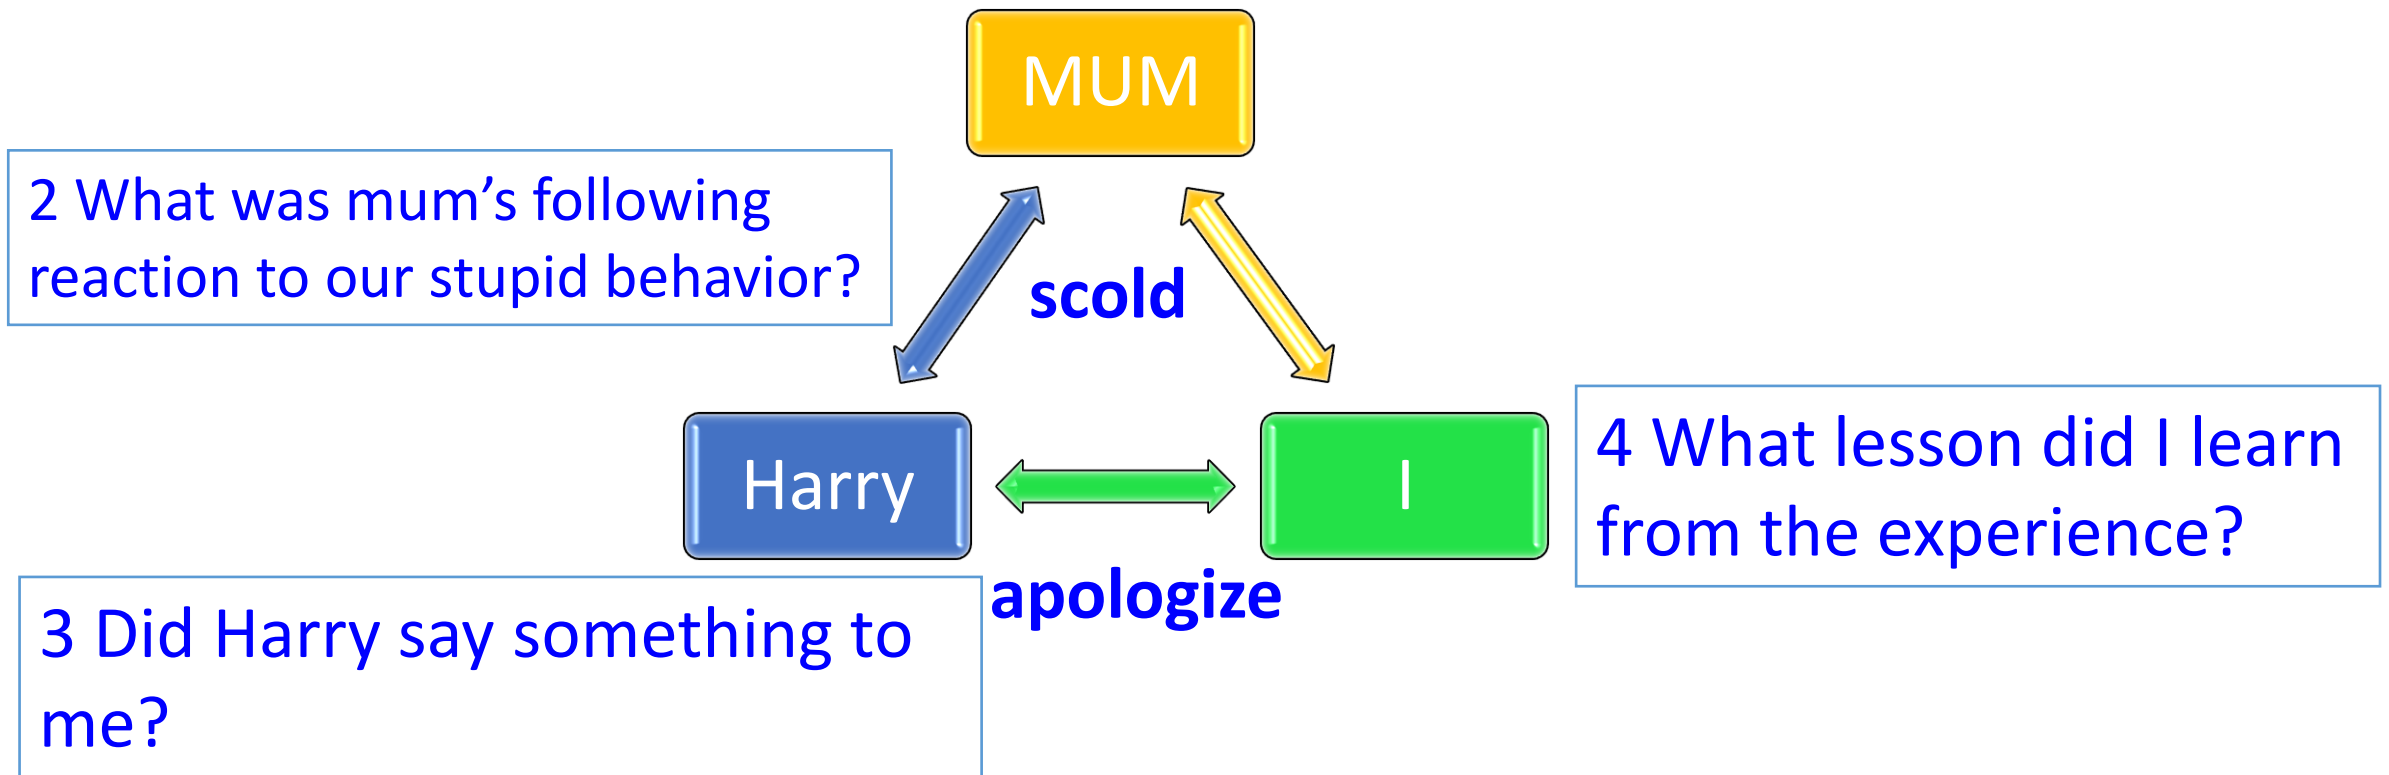 MUM
2 What was mum’s following
reaction to our stupid behavior?
scold
Harry
I
4 What lesson did I learn
from the experience?
apologize
3 Did Harry say something to
me?